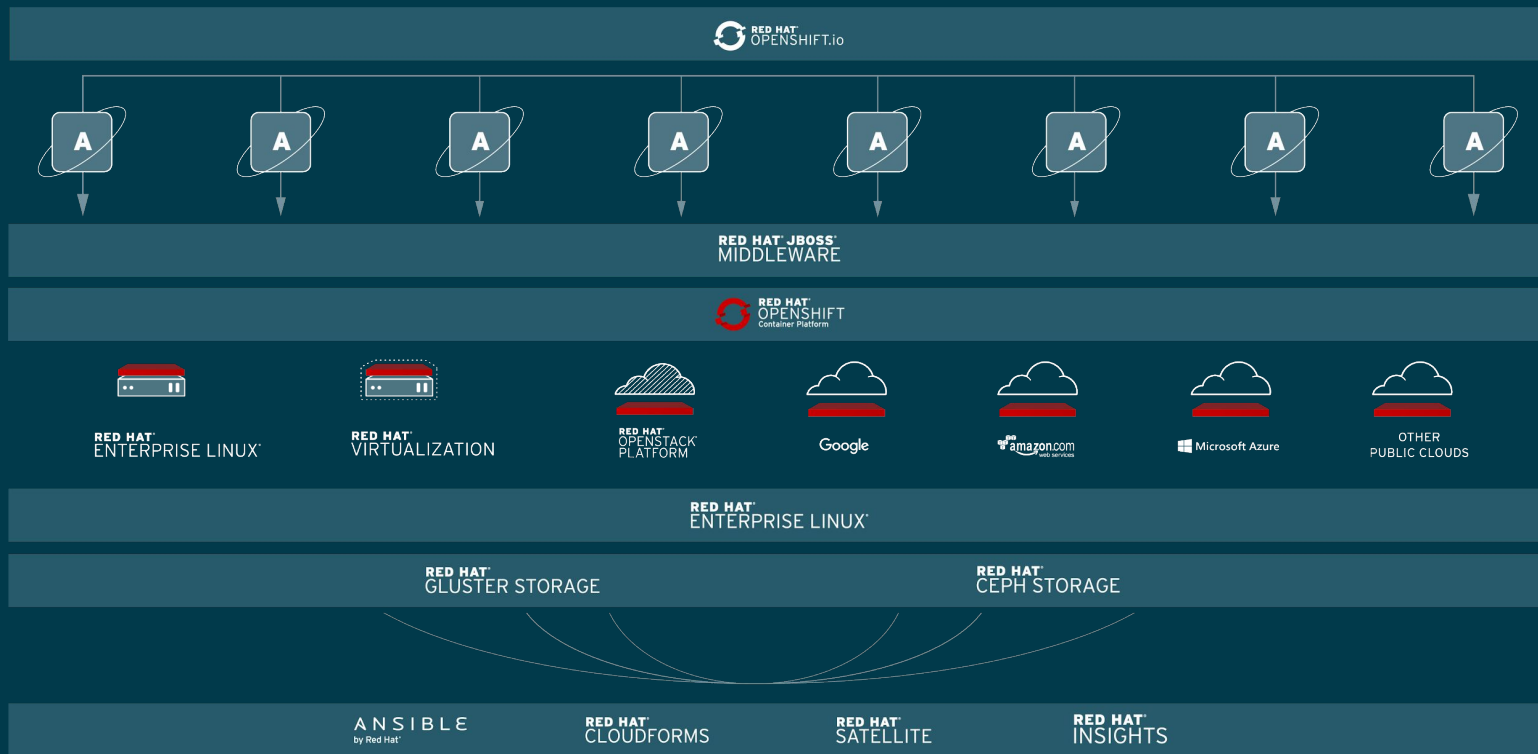 RED HAT®
OPENSHIFT.io
A A A A A A A A
RED HAT® JBOSS®
MIDDLEWARE
RED HAT®
OPENSHIFT
Container Platform
RED HAT®
ENTERPRISE LINUX®
RED HAT®
VIRTUALIZATION
RED HAT®
OPENSTACK®
PLATFORM
Google
amazon.com
web services
Microsoft Azure
OTHER
PUBLIC CLOUDS
RED HAT®
ENTERPRISE LINUX®
RED HAT®
GLUSTER STORAGE
RED HAT®
CEPH STORAGE
ANSIBLE
by Red Hat®
RED HAT®
CLOUDFORMS
RED HAT®
SATELLITE
RED HAT®
INSIGHTS